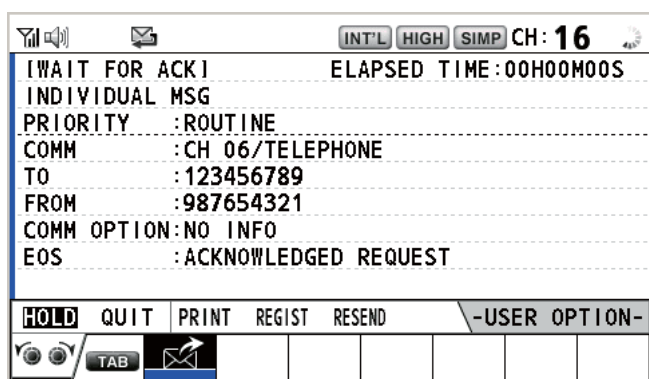 INT'L HIGH SIMP CH: 16
[WAIT FOR ACK] ELAPSED TIME:00H00M00S
INDIVIDUAL MSG
PRIORITY :ROUTINE
COMM :CH 06/TELEPHONE
TO :123456789
FROM :987654321
COMM OPTION:NO INFO
EOS :ACKNOWLEDGED REQUEST
HOLD QUIT PRINT REGIST RESEND -USER OPTION-
TAB